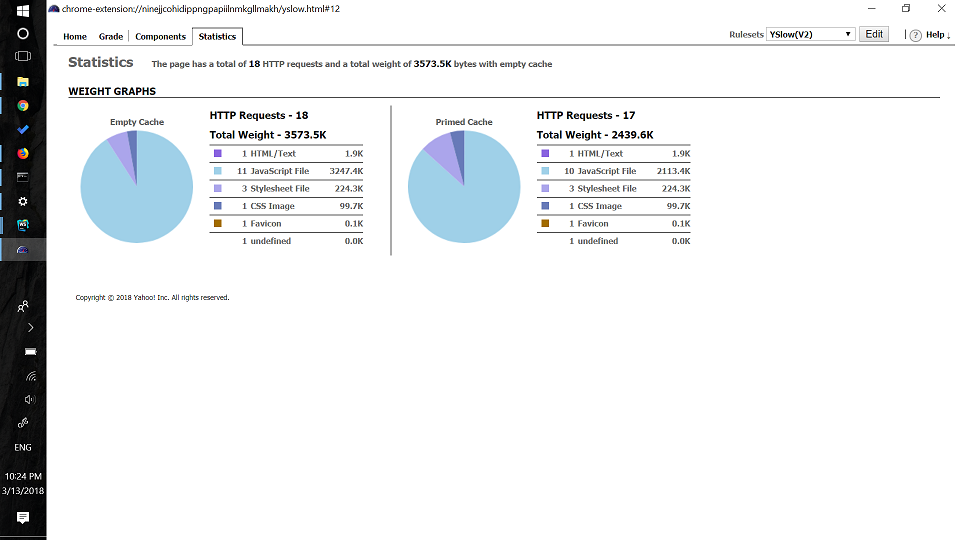 chrome-extension://ninejjcohidippngpapiilnmkgllmakh/yslow.html#12
Home Grade Components Statistics
Rulesets YSlow(V2) Edit ? Help ↓
Statistics The page has a total of 18 HTTP requests and a total weight of 3573.5K bytes with empty cache
WEIGHT GRAPHS
Empty Cache
HTTP Requests - 18
Total Weight - 3573.5K
1 HTML/Text 1.9K
11 JavaScript File 3247.4K
3 Stylesheet File 224.3K
1 CSS Image 99.7K
1 Favicon 0.1K
1 undefined 0.0K
Primed Cache
HTTP Requests - 17
Total Weight - 2439.6K
1 HTML/Text 1.9K
10 JavaScript File 2113.4K
3 Stylesheet File 224.3K
1 CSS Image 99.7K
1 Favicon 0.1K
1 undefined 0.0K
Copyright © 2018 Yahoo! Inc. All rights reserved.
WS
ENG
10:24 PM
3/13/2018